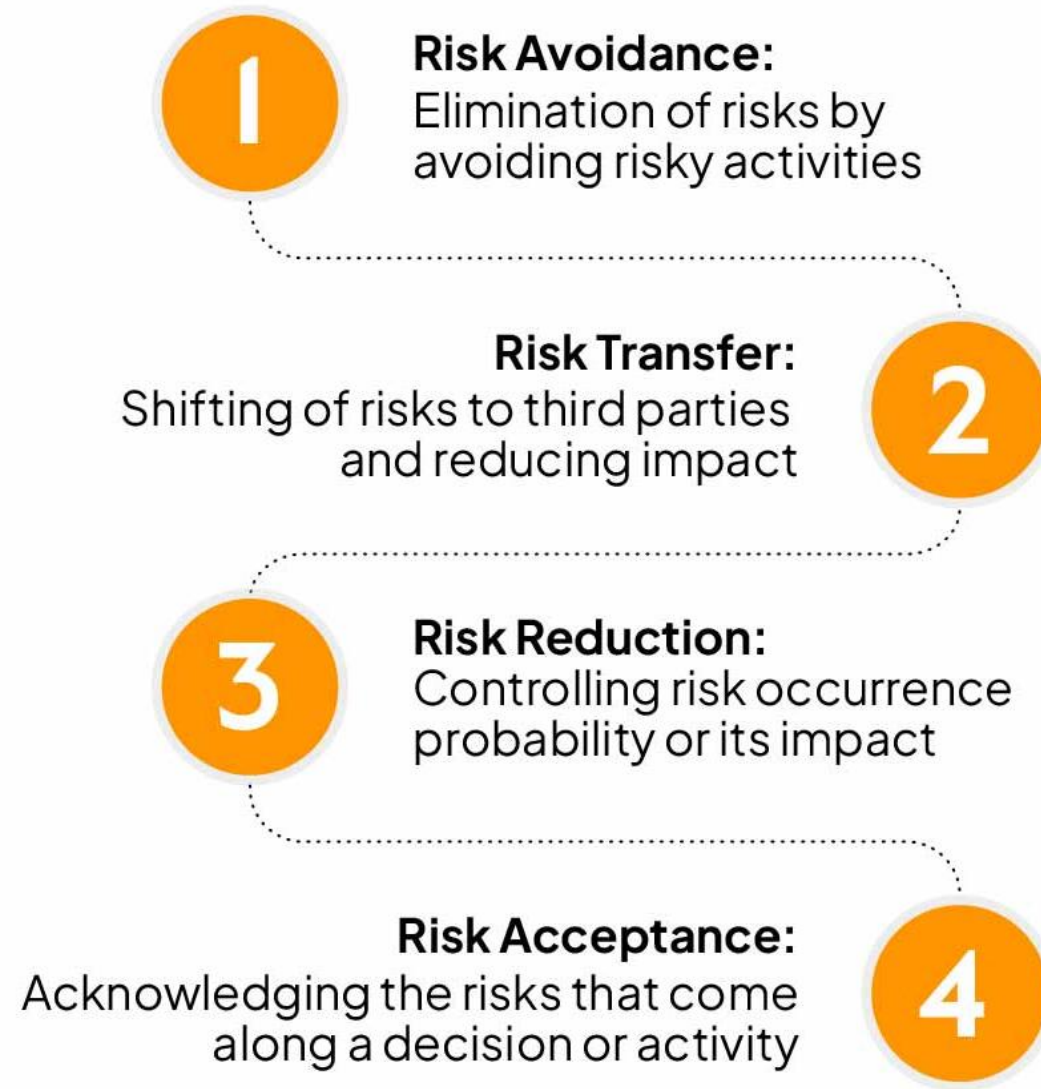 1
Risk Avoidance:
Elimination of risks by
avoiding risky activities
Risk Transfer:
Shifting of risks to third parties
and reducing impact
2
3
Risk Reduction:
Controlling risk occurrence
probability or its impact
Risk Acceptance:
Acknowledging the risks that come
along a decision or activity
4